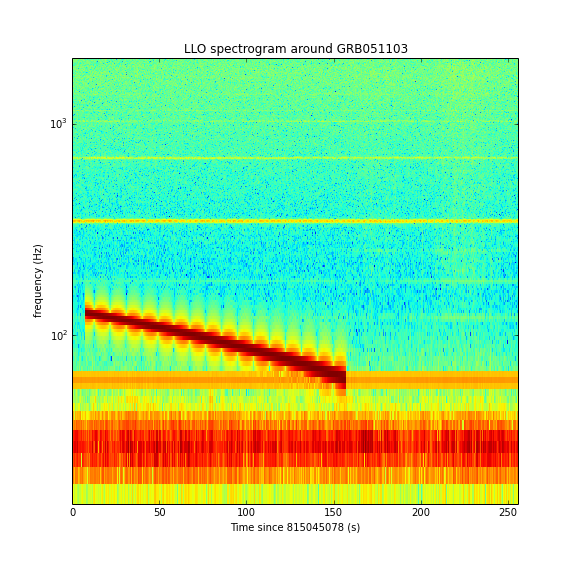 LLO spectrogram around GRB051103
frequency (Hz)
10³
10²
0 50 100 150 200 250
Time since 815045078 (s)